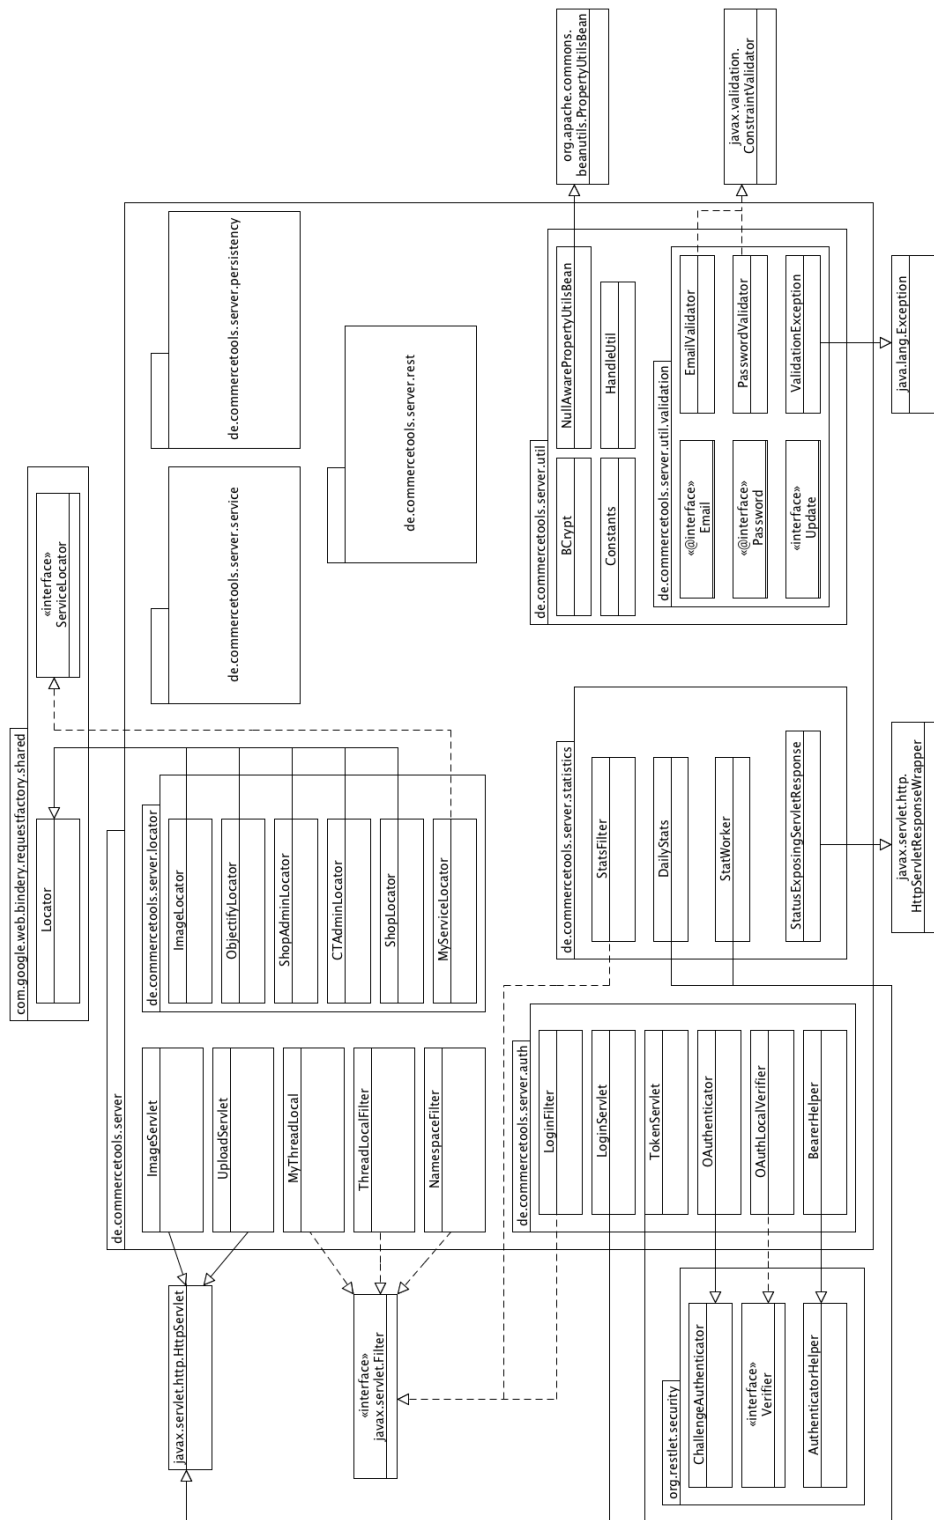 com.google.web.bindery.requestfactory.shared
Locator
«interface»
ServiceLocator
de.commercetools.server
ImageServlet
UploadServlet
MyThreadLocal
ThreadLocalFilter
NamespaceFilter
javax.servlet.http.HttpServlet
«interface»
javax.servlet.Filter
de.commercetools.server.locator
ImageLocator
ObjectifyLocator
ShopAdminLocator
CTAdminLocator
ShopLocator
MyServiceLocator
de.commercetools.server.service
de.commercetools.server.persistency
de.commercetools.server.rest
de.commercetools.server.auth
LoginFilter
LoginServlet
TokenServlet
OAuthenticator
OAuthLocalVerifier
BearerHelper
org.restlet.security
ChallengeAuthenticator
«interface»
Verifier
AuthenticatorHelper
de.commercetools.server.statistics
StatsFilter
DailyStats
StatWorker
StatusExposingServletResponse
javax.servlet.http.
HttpServletResponseWrapper
de.commercetools.server.util
BCrypt
NullAwarePropertyUtilsBean
Constants
HandleUtil
de.commercetools.server.util.validation
«@interface»
Email
EmailValidator
«@interface»
Password
PasswordValidator
«interface»
Update
ValidationException
org.apache.commons.
beanutils.PropertyUtilsBean
javax.validation.
ConstraintValidator
java.lang.Exception